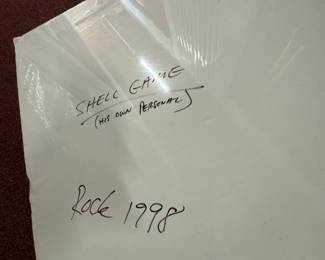 SHELL GAME
(HIS OWN PERSONAL)
Rock 1998